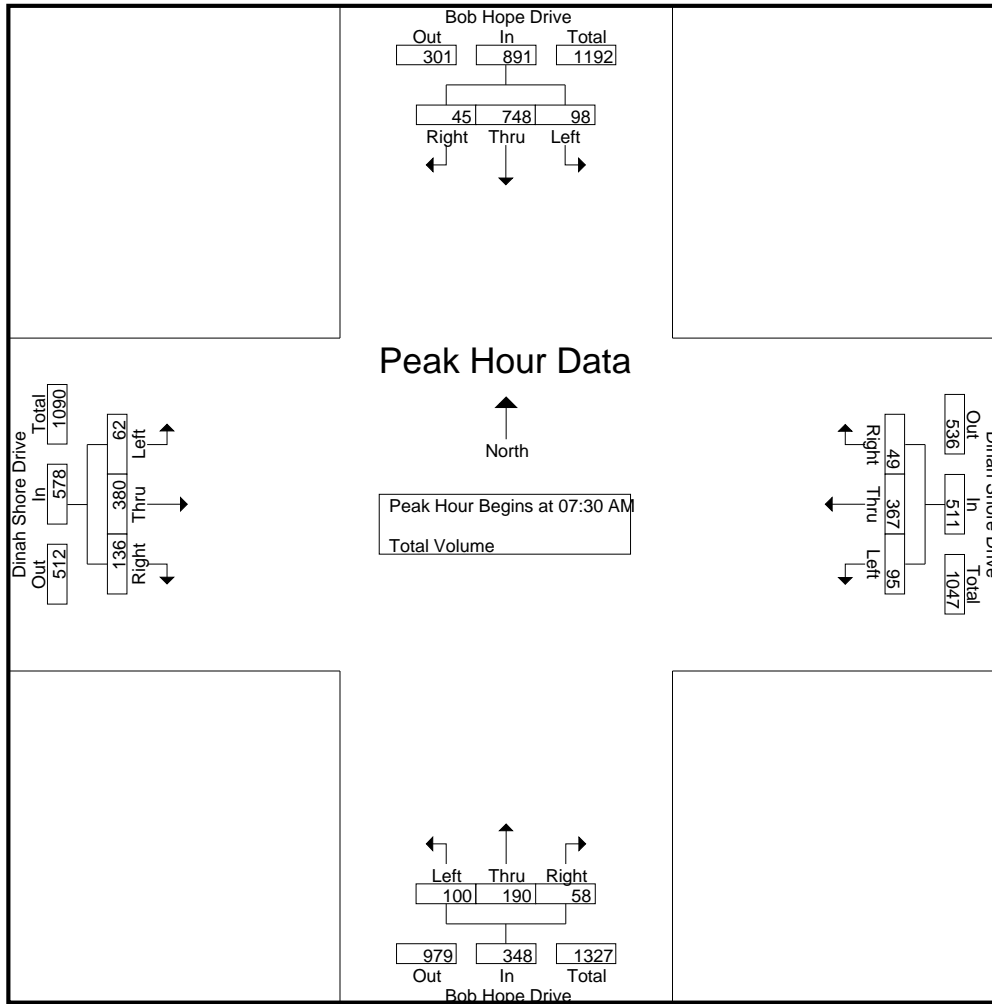 Bob Hope Drive
Out In Total
301 891 1192
45 748 98
Right Thru Left
Peak Hour Data
North
Peak Hour Begins at 07:30 AM
Total Volume
Dinah Shore Drive
Out In Total
512 578 1090
62 380 136
Left Thru Right
Right Thru Left
49 367 95
536 511 1047
Out In Total
Dinah Shore Drive
Left Thru Right
100 190 58
979 348 1327
Out In Total
Bob Hope Drive